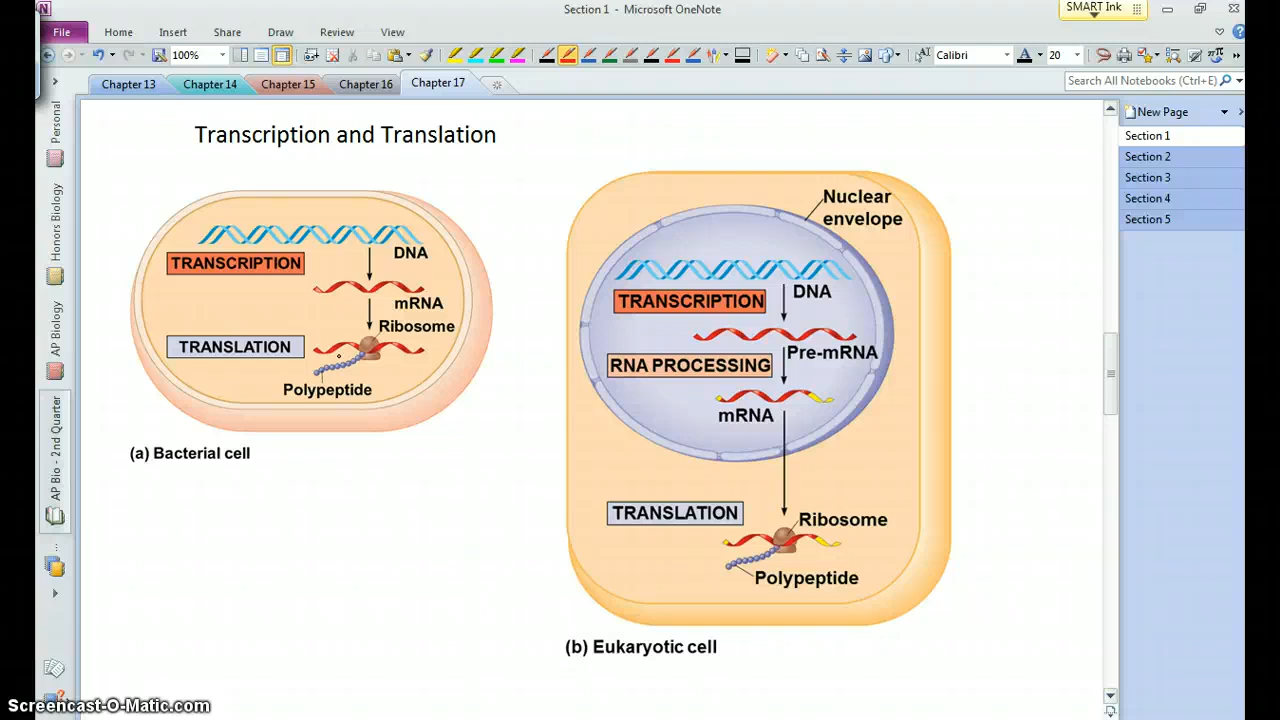 Section 1 - Microsoft OneNote
SMART Ink
File Home Insert Share Draw Review View
100%
Calibri
20
Chapter 13 Chapter 14 Chapter 15 Chapter 16 Chapter 17
Search All Notebooks (Ctrl+E)
Personal
Honors Biology
AP Biology
AP Bio - 2nd Quarter
New Page
Section 1
Section 2
Section 3
Section 4
Section 5
Transcription and Translation
TRANSCRIPTION
DNA
mRNA
Ribosome
TRANSLATION
Polypeptide
(a) Bacterial cell
Nuclear
envelope
DNA
TRANSCRIPTION
Pre-mRNA
RNA PROCESSING
mRNA
TRANSLATION
Ribosome
Polypeptide
(b) Eukaryotic cell
Screencast-O-Matic.com